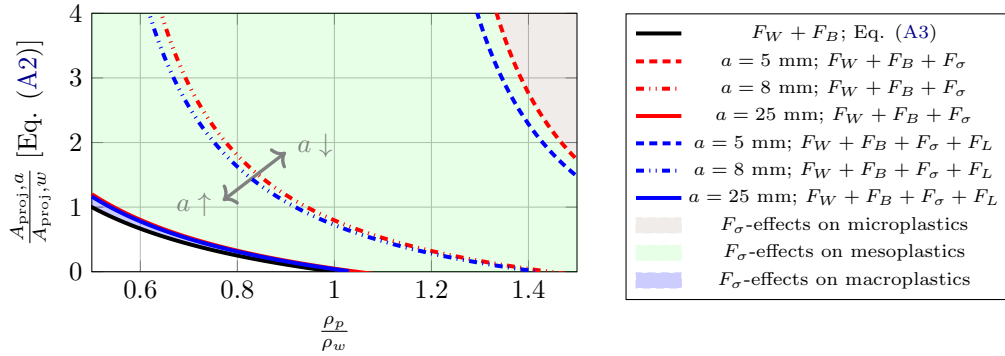 4
3
2
1
0
A_proj,a / A_proj,w [Eq. (A2)]
a ↓
a ↑
0.6 0.8 1 1.2 1.4
ρ_p / ρ_w
F_W + F_B; Eq. (A3)
a = 5 mm; F_W + F_B + F_σ
a = 8 mm; F_W + F_B + F_σ
a = 25 mm; F_W + F_B + F_σ
a = 5 mm; F_W + F_B + F_σ + F_L
a = 8 mm; F_W + F_B + F_σ + F_L
a = 25 mm; F_W + F_B + F_σ + F_L
F_σ-effects on microplastics
F_σ-effects on mesoplastics
F_σ-effects on macroplastics